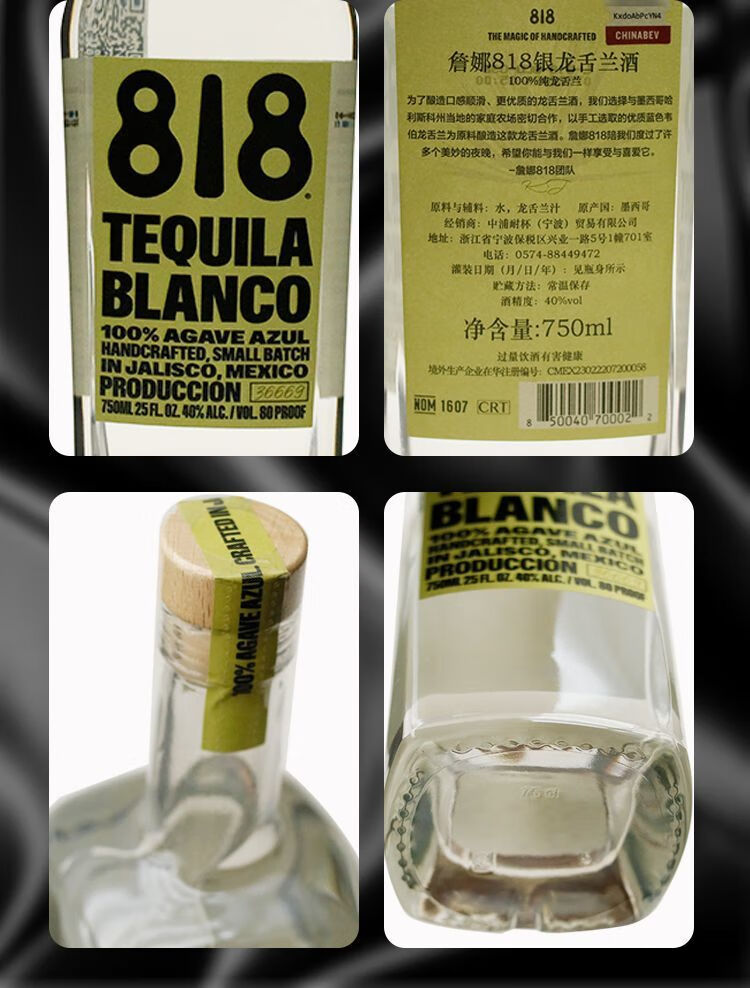 818
TEQUILA
BLANCO
100% AGAVE AZUL
HANDCRAFTED, SMALL BATCH
IN JALISCO, MEXICO
PRODUCCIÓN 36669
750ML 25 FL. OZ. 40% ALC. / VOL. 80 PROOF
818
KxdoAbPcYN4
THE MAGIC OF HANDCRAFTED
CHINABEV
詹娜818银龙舌兰酒
100%纯龙舌兰
为了酿造口感顺滑、更优质的龙舌兰酒，我们选择与墨西哥哈
利斯科州当地的家庭农场密切合作，以手工选取的优质蓝色韦
伯龙舌兰为原料酿造这款龙舌兰酒。詹娜818陪我们度过了许
多个美妙的夜晚，希望你能与我们一样享受与喜爱它。
–詹娜818团队
原料与辅料：水，龙舌兰汁 原产国：墨西哥
经销商：中浦耐杯（宁波）贸易有限公司
地址：浙江省宁波保税区兴业一路5号1幢701室
电话：0574-88449472
灌装日期（月/日/年）：见瓶身所示
贮藏方法：常温保存
酒精度：40%vol
净含量:750ml
过量饮酒有害健康
境外生产企业在华注册编号：CMEX23022207200058
NOM 1607 CRT
8 50040 70002 2
100% AGAVE AZUL CRAFTED IN J
BLANCO
100% AGAVE AZUL
HANDCRAFTED, SMALL BATCH
IN JALISCO, MEXICO
PRODUCCIÓN
750ML 25 FL. OZ. 40% ALC. / VOL. 80 PROOF